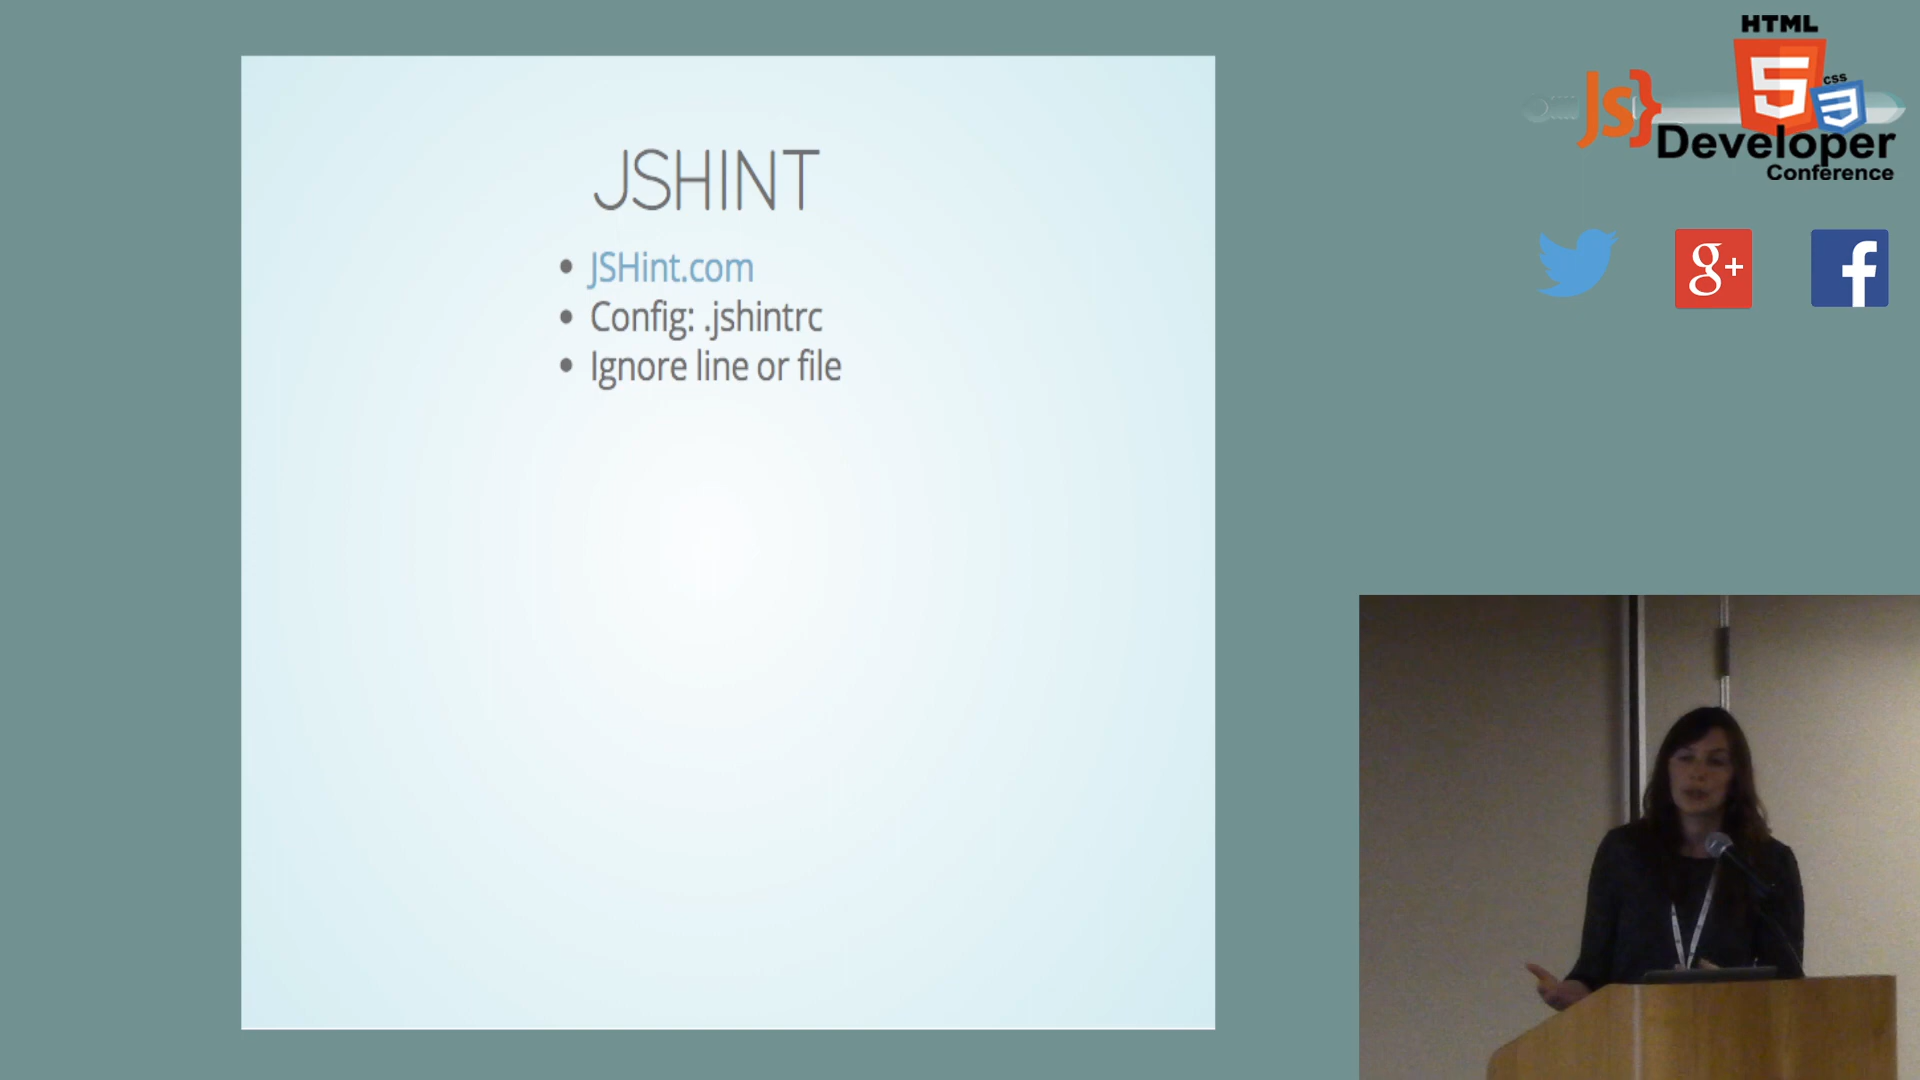 JSHINT
JSHint.com
Config: .jshintrc
Ignore line or file
HTML
5
CSS
3
Js}
Developer
Conference
g+
f